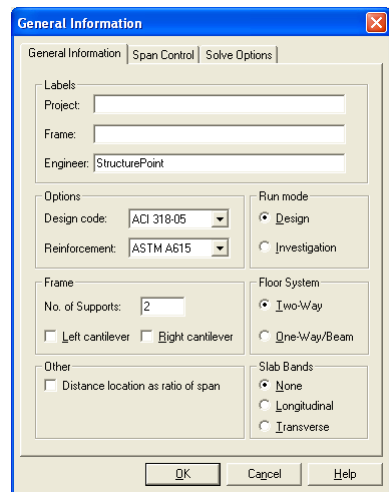 General Information
General Information Span Control Solve Options
Labels
Project:
Frame:
Engineer: StructurePoint
Options
Design code: ACI 318-05
Reinforcement: ASTM A615
Run mode
Design
Investigation
Frame
No. of Supports: 2
Left cantilever Right cantilever
Floor System
Two-Way
One-Way/Beam
Other
Distance location as ratio of span
Slab Bands
None
Longitudinal
Transverse
OK Cancel Help